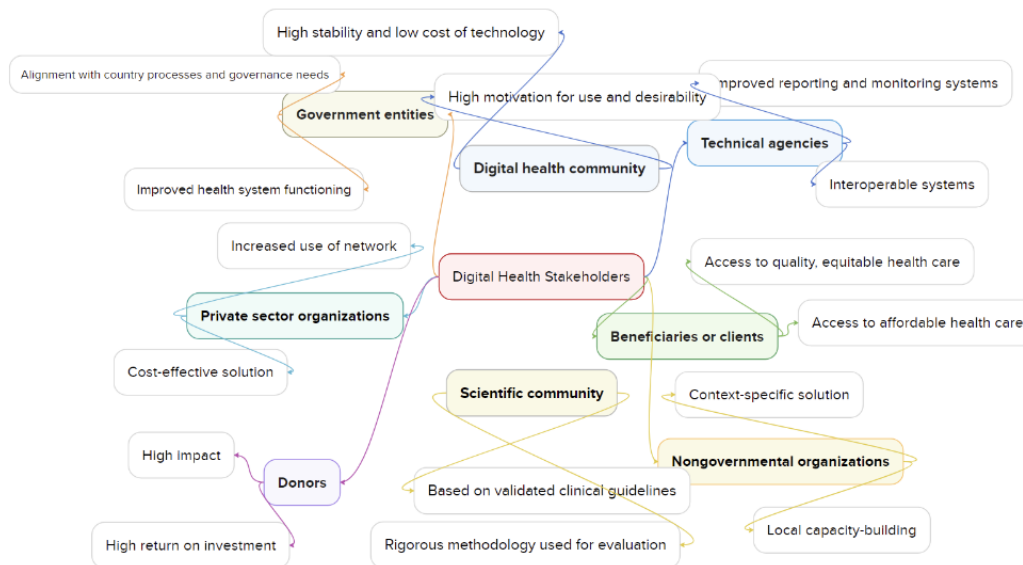 High stability and low cost of technology
Alignment with country processes and governance needs
High motivation for use and desirability
mproved reporting and monitoring systems
Government entities
Technical agencies
Digital health community
Improved health system functioning
Interoperable systems
Increased use of network
Digital Health Stakeholders
Access to quality, equitable health care
Private sector organizations
Access to affordable health care
Beneficiaries or clients
Cost-effective solution
Scientific community
Context-specific solution
High impact
Nongovernmental organizations
Donors
Based on validated clinical guidelines
Local capacity-building
High return on investment
Rigorous methodology used for evaluation